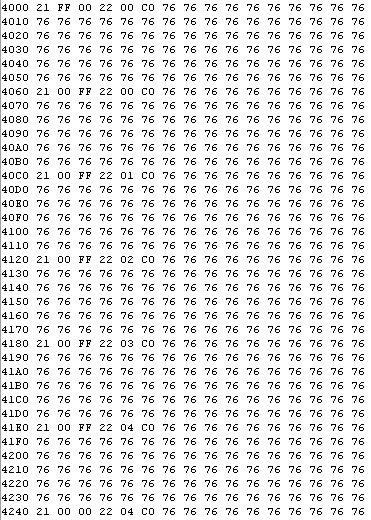 4000 21 FF 00 22 00 C0 76 76 76 76 76 76 76 76 76 76
4010 76 76 76 76 76 76 76 76 76 76 76 76 76 76 76 76
4020 76 76 76 76 76 76 76 76 76 76 76 76 76 76 76 76
4030 76 76 76 76 76 76 76 76 76 76 76 76 76 76 76 76
4040 76 76 76 76 76 76 76 76 76 76 76 76 76 76 76 76
4050 76 76 76 76 76 76 76 76 76 76 76 76 76 76 76 76
4060 21 00 FF 22 00 C0 76 76 76 76 76 76 76 76 76 76
4070 76 76 76 76 76 76 76 76 76 76 76 76 76 76 76 76
4080 76 76 76 76 76 76 76 76 76 76 76 76 76 76 76 76
4090 76 76 76 76 76 76 76 76 76 76 76 76 76 76 76 76
40A0 76 76 76 76 76 76 76 76 76 76 76 76 76 76 76 76
40B0 76 76 76 76 76 76 76 76 76 76 76 76 76 76 76 76
40C0 21 00 FF 22 01 C0 76 76 76 76 76 76 76 76 76 76
40D0 76 76 76 76 76 76 76 76 76 76 76 76 76 76 76 76
40E0 76 76 76 76 76 76 76 76 76 76 76 76 76 76 76 76
40F0 76 76 76 76 76 76 76 76 76 76 76 76 76 76 76 76
4100 76 76 76 76 76 76 76 76 76 76 76 76 76 76 76 76
4110 76 76 76 76 76 76 76 76 76 76 76 76 76 76 76 76
4120 21 00 FF 22 02 C0 76 76 76 76 76 76 76 76 76 76
4130 76 76 76 76 76 76 76 76 76 76 76 76 76 76 76 76
4140 76 76 76 76 76 76 76 76 76 76 76 76 76 76 76 76
4150 76 76 76 76 76 76 76 76 76 76 76 76 76 76 76 76
4160 76 76 76 76 76 76 76 76 76 76 76 76 76 76 76 76
4170 76 76 76 76 76 76 76 76 76 76 76 76 76 76 76 76
4180 21 00 FF 22 03 C0 76 76 76 76 76 76 76 76 76 76
4190 76 76 76 76 76 76 76 76 76 76 76 76 76 76 76 76
41A0 76 76 76 76 76 76 76 76 76 76 76 76 76 76 76 76
41B0 76 76 76 76 76 76 76 76 76 76 76 76 76 76 76 76
41C0 76 76 76 76 76 76 76 76 76 76 76 76 76 76 76 76
41D0 76 76 76 76 76 76 76 76 76 76 76 76 76 76 76 76
41E0 21 00 FF 22 04 C0 76 76 76 76 76 76 76 76 76 76
41F0 76 76 76 76 76 76 76 76 76 76 76 76 76 76 76 76
4200 76 76 76 76 76 76 76 76 76 76 76 76 76 76 76 76
4210 76 76 76 76 76 76 76 76 76 76 76 76 76 76 76 76
4220 76 76 76 76 76 76 76 76 76 76 76 76 76 76 76 76
4230 76 76 76 76 76 76 76 76 76 76 76 76 76 76 76 76
4240 21 00 00 22 04 C0 76 76 76 76 76 76 76 76 76 76